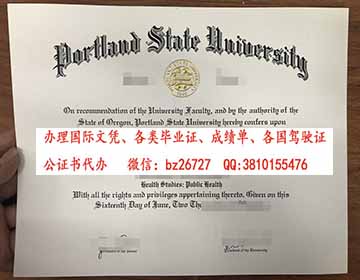 Portland State University
On recommendation of the University Faculty, and by the authority of the
State of Oregon, Portland State University hereby confers upon
办理国际文凭、各类毕业证、成绩单、各国驾驶证
公证书代办 微信：bz26727 QQ:3810155476
Health Studies: Public Health
With all the rights and privileges appertaining thereto. Given on this
Sixteenth Day of June, Two Th